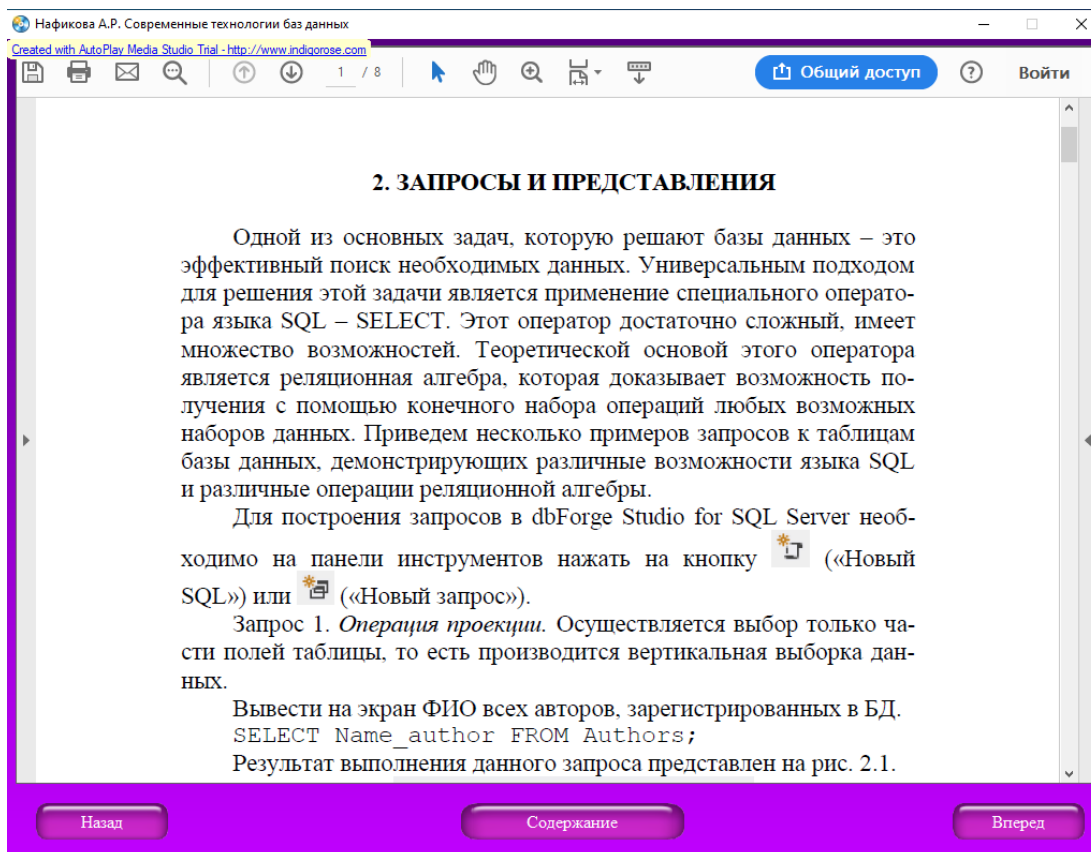 Нафикова А.Р. Современные технологии баз данных
Created with AutoPlay Media Studio Trial - http://www.indigorose.com
1 / 8
Общий доступ
Войти
2. ЗАПРОСЫ И ПРЕДСТАВЛЕНИЯ
Одной из основных задач, которую решают базы данных – это
эффективный поиск необходимых данных. Универсальным подходом
для решения этой задачи является применение специального операто-
ра языка SQL – SELECT. Этот оператор достаточно сложный, имеет
множество возможностей. Теоретической основой этого оператора
является реляционная алгебра, которая доказывает возможность по-
лучения с помощью конечного набора операций любых возможных
наборов данных. Приведем несколько примеров запросов к таблицам
базы данных, демонстрирующих различные возможности языка SQL
и различные операции реляционной алгебры.
Для построения запросов в dbForge Studio for SQL Server необ-
ходимо на панели инструментов нажать на кнопку («Новый
SQL») или («Новый запрос»).
Запрос 1. Операция проекции. Осуществляется выбор только ча-
сти полей таблицы, то есть производится вертикальная выборка дан-
ных.
Вывести на экран ФИО всех авторов, зарегистрированных в БД.
SELECT Name_author FROM Authors;
Результат выполнения данного запроса представлен на рис. 2.1.
Назад
Содержание
Вперед